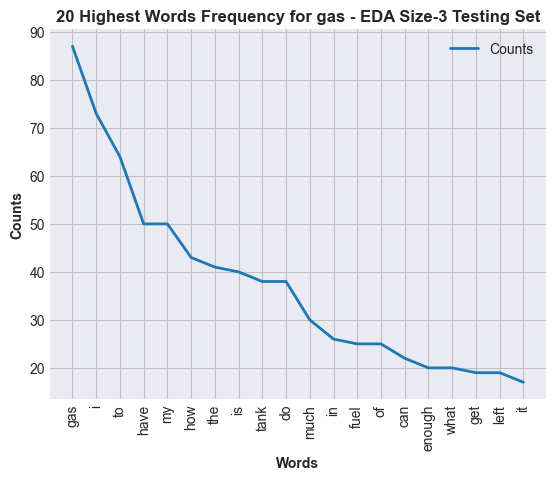 20 Highest Words Frequency for gas - EDA Size-3 Testing Set
Counts
90
80
70
60
50
40
30
20
Counts
gas
i
to
have
my
how
the
is
tank
do
much
in
fuel
of
can
enough
what
get
left
it
Words